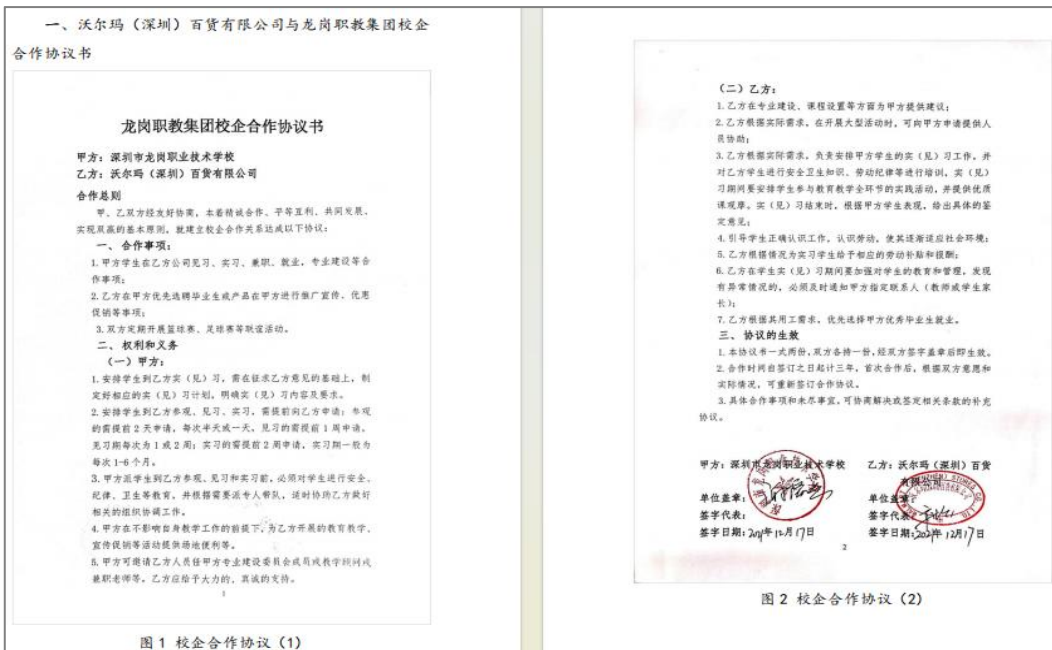 一、沃尔玛（深圳）百货有限公司与龙岗职教集团校企
合作协议书
龙岗职教集团校企合作协议书
甲方：深圳市龙岗职业技术学校
乙方：沃尔玛（深圳）百货有限公司
合作总则
甲、乙双方经友好协商，本着精诚合作、平等互利、共同发展、
实现双赢的基本原则，就建立校企合作关系达成以下协议：
一、合作事项：
1.甲方学生在乙方公司见习、实习、兼职、就业，专业建设等合
作事项；
2.乙方在甲方优先选聘毕业生或产品在甲方进行推广宣传、优惠
促销等事项；
3.双方定期开展篮球赛、足球赛等联谊活动。
二、权利和义务
（一）甲方：
1.安排学生到乙方实（见）习，需在征求乙方意见的基础上，制
定好相应的实（见）习计划，明确实（见）习内容及要求。
2.安排学生到乙方参观、见习、实习，需提前向乙方申请：参观
的需提前2天申请，每次半天或一天，见习的需提前1周申请，
见习期每次为1或2周；实习的需提前2周申请，实习期一般为
每次1-6个月。
3.甲方派学生到乙方参观、见习和实习前，必须对学生进行安全、
纪律、卫生等教育，并根据需要派专人带队，适时协助乙方做好
相关的组织协调工作。
4.甲方在不影响自身教学工作的前提下，为乙方开展的教育教学、
宣传促销等活动提供场地便利等。
5.甲方可邀请乙方人员任甲方专业建设委员会成员或教学顾问或
兼职老师等，乙方应给予大力的、真诚的支持。
1
图1 校企合作协议（1）
（二）乙方：
1.乙方在专业建设、课程设置等方面为甲方提供建议；
2.乙方根据实际需求，在开展大型活动时，可向甲方申请提供人
员协助；
3.乙方根据实际需求，负责安排甲方学生的实（见）习工作，并
对乙方学生进行安全卫生知识、劳动纪律等进行培训，实（见）
习期间要安排学生参与教育教学全环节的实践活动，并提供优质
课观摩。实（见）习结束时，根据甲方学生表现，给出具体的鉴
定意见；
4.引导学生正确认识工作，认识劳动，使其逐渐适应社会环境；
5.乙方根据情况为实习学生给予相应的劳动补贴和报酬；
6.乙方在学生实（见）习期间要加强对学生的教育和管理，发现
有异常情况的，必须及时通知甲方指定联系人（教师或学生家
长）；
7.乙方根据其用工需求，优先选择甲方优秀毕业生就业。
三、协议的生效
1.本协议书一式两份，双方各持一份，经双方签字盖章后即生效。
2.合作时间自签订之日起计三年，首次合作后，根据双方意愿和
实际情况，可重新签订合作协议。
3.具体合作事项和未尽事宜，可协商解决或签定相关条款的补充
协议。
甲方：深圳市龙岗职业技术学校
单位盖章：
签字代表：
签字日期：2021年12月17日
乙方：沃尔玛（深圳）百货
有限公司
单位盖章：
签字代表：
签字日期：2021年12月17日
2
图2 校企合作协议（2）